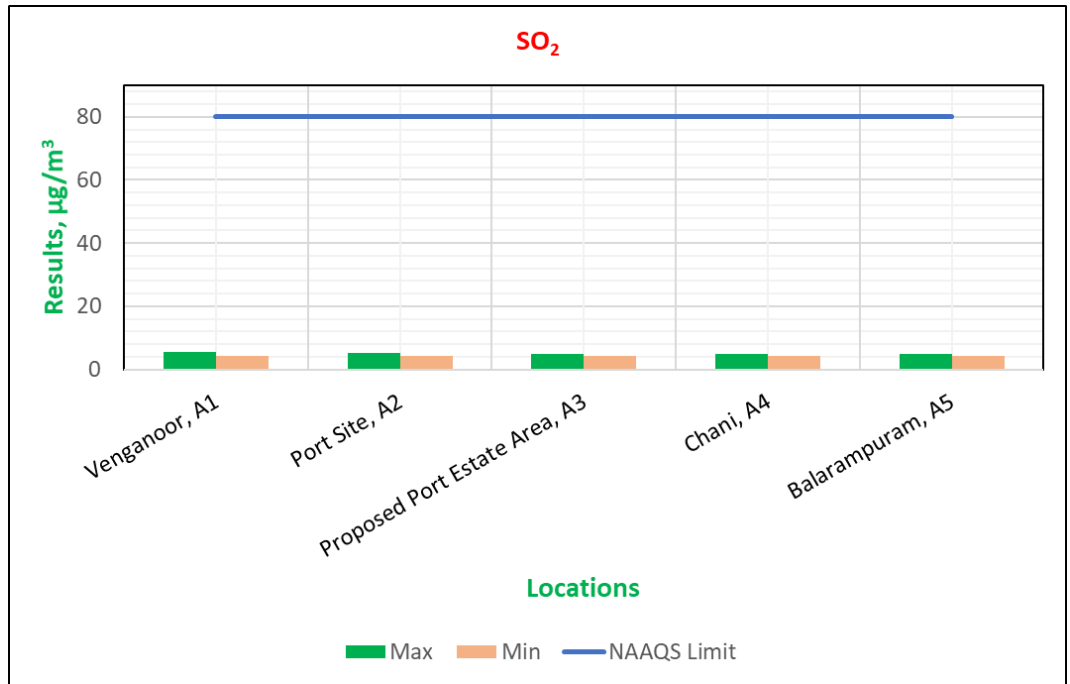 SO₂
Results, µg/m³
80
60
40
20
0
Venganoor, A1
Port Site, A2
Proposed Port Estate Area, A3
Chani, A4
Balarampuram, A5
Locations
Max
Min
NAAQS Limit